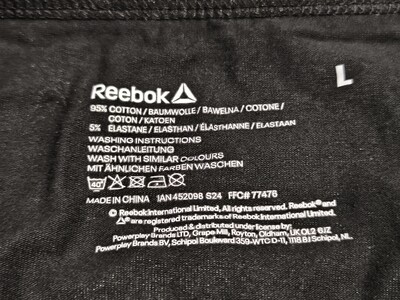 L
Reebok
95% COTTON / BAUMWOLLE / BAWELNA / COTONE /
COTON / KATOEN
5% ELASTANE / ELASTHAN / ÉLASTHANNE / ELASTAAN
WASHING INSTRUCTIONS
WASCHANLEITUNG
WASH WITH SIMILAR COLOURS
MIT ÄHNLICHEN FARBEN WASCHEN
40°
MADE IN CHINA 1AN 452098 S24 FFC# 77476
© Reebok International Limited, All rights reserved. Reebok® and
® are registered trademarks of Reebok International Limited.
Produced & distributed under license by:
Powerplay Brands LTD, Grape Mill, Royton, Oldham, UK OL2 6JZ
Powerplay Brands BV, Schipol Boulevard 359-WTC D-11, 1118 BJ Schipol, NL